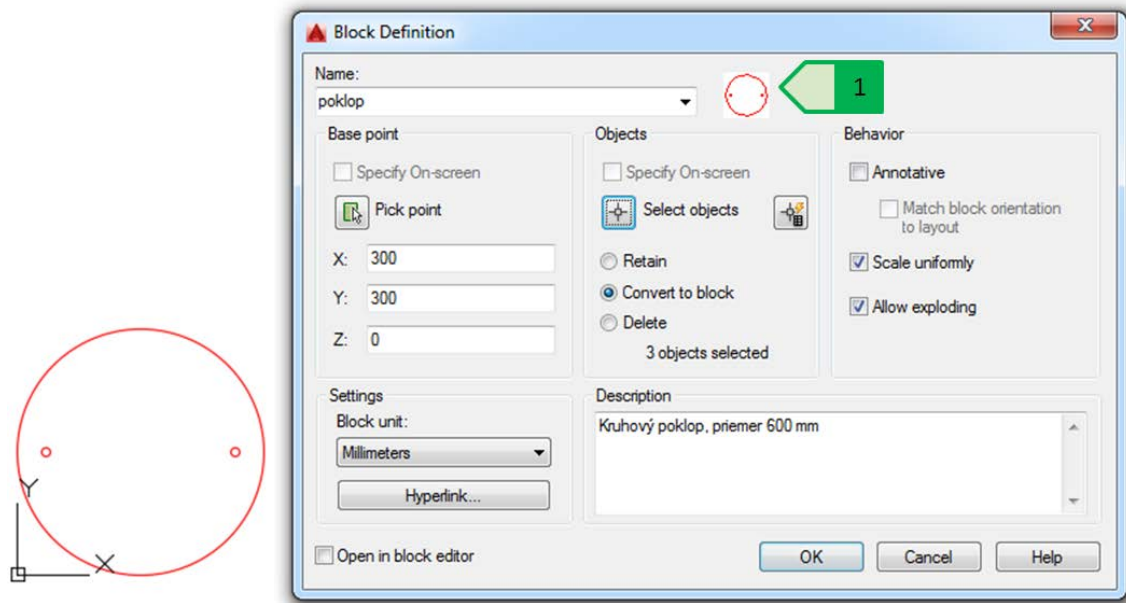 Block Definition
Name:
poklop
1
Base point
Specify On-screen
Pick point
X: 300
Y: 300
Z: 0
Objects
Specify On-screen
Select objects
Retain
Convert to block
Delete
3 objects selected
Behavior
Annotative
Match block orientation
to layout
Scale uniformly
Allow exploding
Settings
Block unit:
Millimeters
Hyperlink...
Description
Kruhový poklop, priemer 600 mm
Open in block editor
OK Cancel Help
Y
X